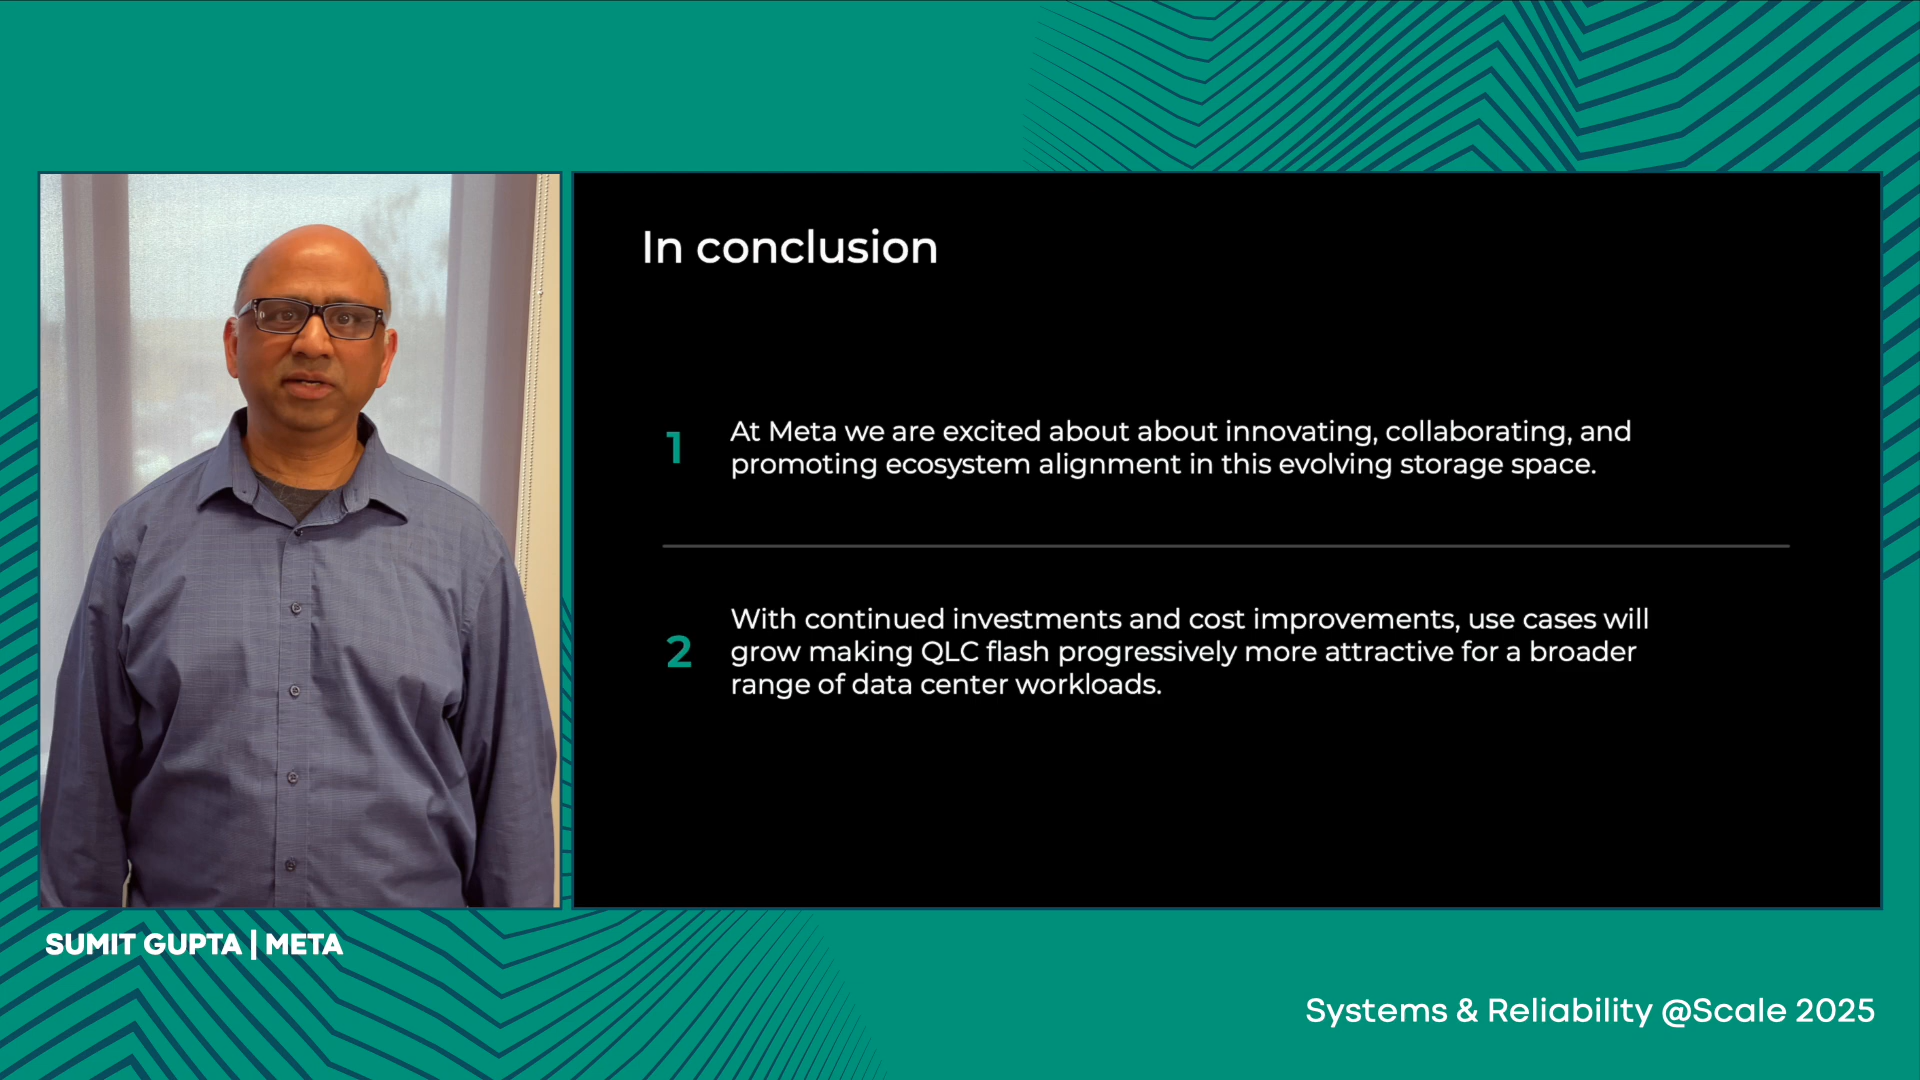 In conclusion
1
At Meta we are excited about about innovating, collaborating, and
promoting ecosystem alignment in this evolving storage space.
2
With continued investments and cost improvements, use cases will
grow making QLC flash progressively more attractive for a broader
range of data center workloads.
SUMIT GUPTA | META
Systems & Reliability @Scale 2025